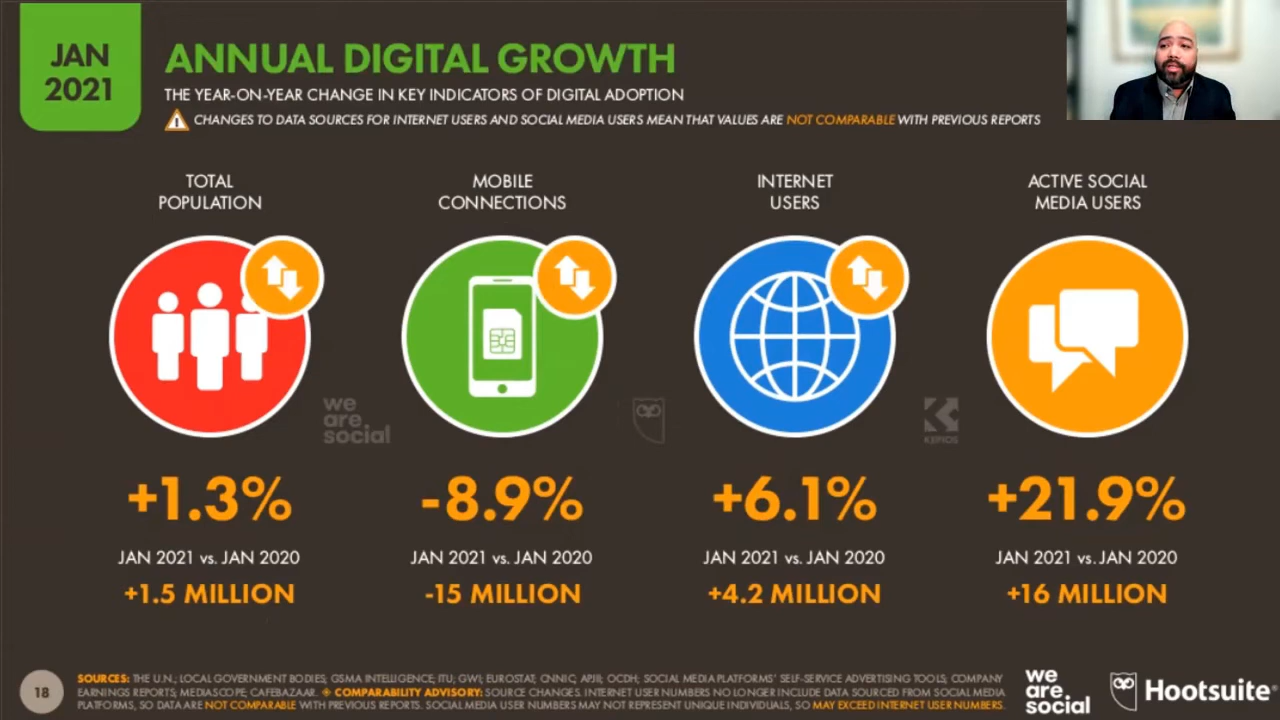 JAN
2021
ANNUAL DIGITAL GROWTH
THE YEAR-ON-YEAR CHANGE IN KEY INDICATORS OF DIGITAL ADOPTION
CHANGES TO DATA SOURCES FOR INTERNET USERS AND SOCIAL MEDIA USERS MEAN THAT VALUES ARE NOT COMPARABLE WITH PREVIOUS REPORTS
TOTAL
POPULATION
MOBILE
CONNECTIONS
INTERNET
USERS
ACTIVE SOCIAL
MEDIA USERS
we
are
social
KEPIOS
+1.3%
-8.9%
+6.1%
+21.9%
JAN 2021 vs. JAN 2020
JAN 2021 vs. JAN 2020
JAN 2021 vs. JAN 2020
JAN 2021 vs. JAN 2020
+1.5 MILLION
-15 MILLION
+4.2 MILLION
+16 MILLION
18
SOURCES: THE U.N., LOCAL GOVERNMENT BODIES; GSMA INTELLIGENCE; ITU; GWI; EUROSTAT; CNNIC; APJII; OCDH; SOCIAL MEDIA PLATFORMS' SELF-SERVICE ADVERTISING TOOLS; COMPANY
EARNINGS REPORTS; MEDIASCOPE; CAFEBAZAAR. ◈ COMPARABILITY ADVISORY: SOURCE CHANGES. INTERNET USER NUMBERS NO LONGER INCLUDE DATA SOURCED FROM SOCIAL MEDIA
PLATFORMS, SO DATA ARE NOT COMPARABLE WITH PREVIOUS REPORTS. SOCIAL MEDIA USER NUMBERS MAY NOT REPRESENT UNIQUE INDIVIDUALS, SO MAY EXCEED INTERNET USER NUMBERS.
we
are
social
Hootsuite®